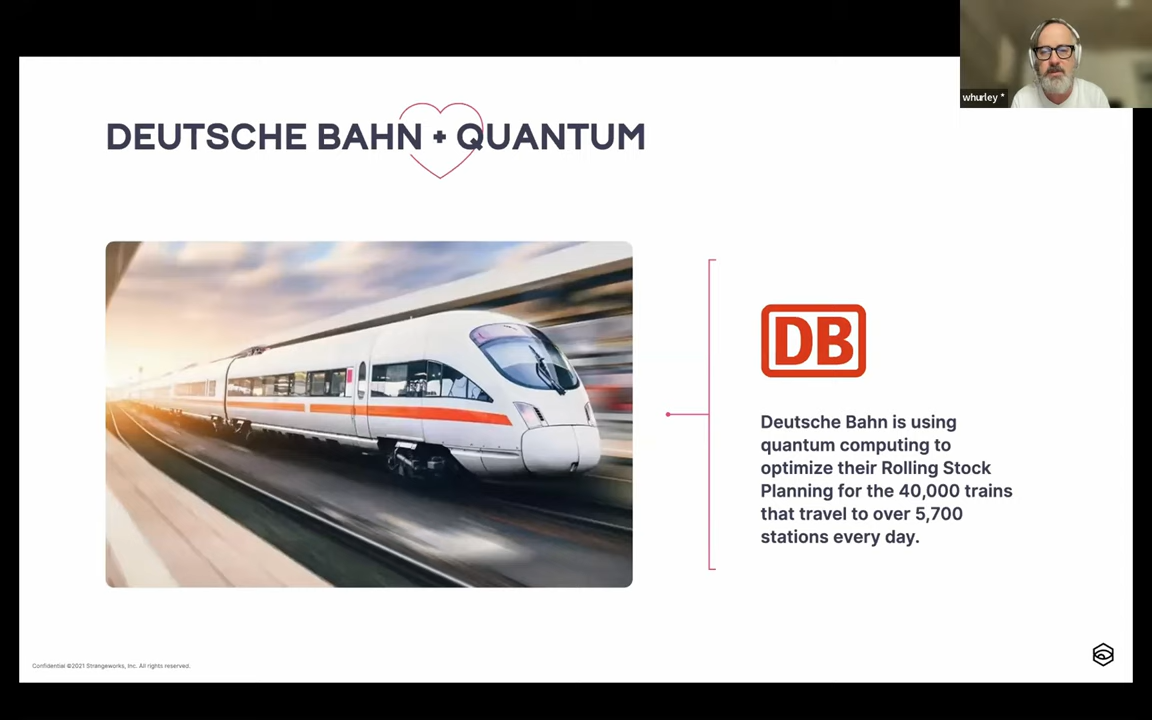 whurley *
DEUTSCHE BAHN + QUANTUM
DB
Deutsche Bahn is using
quantum computing to
optimize their Rolling Stock
Planning for the 40,000 trains
that travel to over 5,700
stations every day.
Confidential ©2021 Strangeworks, Inc. All rights reserved.